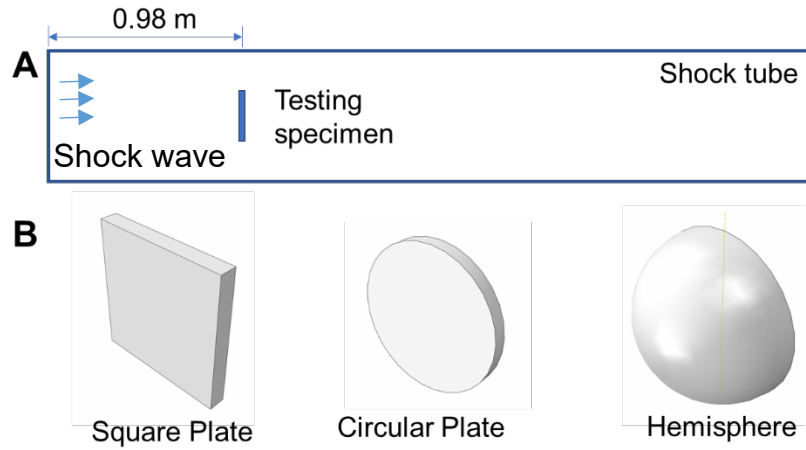 0.98 m
A
Shock tube
Testing
specimen
Shock wave
B
Square Plate
Circular Plate
Hemisphere